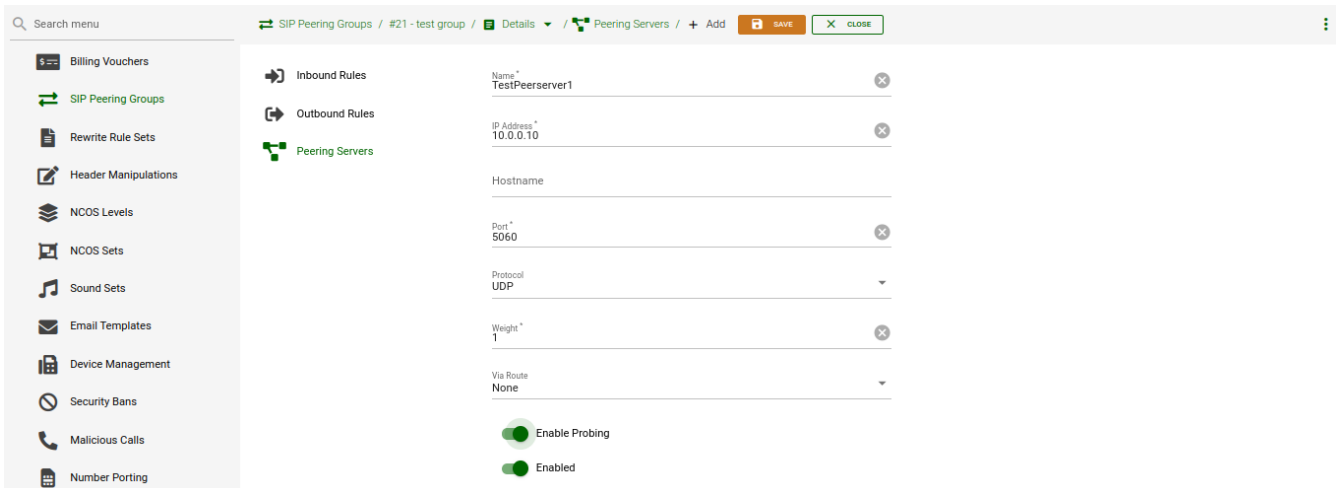 Search menu
SIP Peering Groups / #21 - test group / Details / Peering Servers / + Add SAVE X CLOSE
Billing Vouchers
SIP Peering Groups
Rewrite Rule Sets
Header Manipulations
NCOS Levels
NCOS Sets
Sound Sets
Email Templates
Device Management
Security Bans
Malicious Calls
Number Porting
Inbound Rules
Outbound Rules
Peering Servers
Name *
TestPeerserver1
IP Address *
10.0.0.10
Hostname
Port *
5060
Protocol
UDP
Weight *
1
Via Route
None
Enable Probing
Enabled